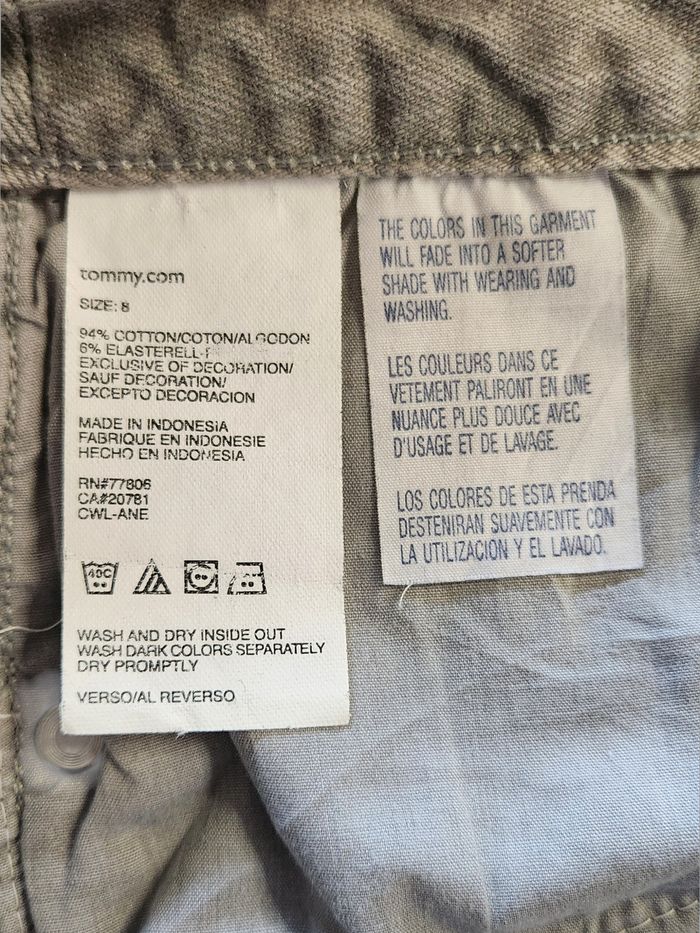 tommy.com
SIZE: 8
94% COTTON/COTON/ALGODON
6% ELASTERELL-P
EXCLUSIVE OF DECORATION/
SAUF DECORATION/
EXCEPTO DECORACION
MADE IN INDONESIA
FABRIQUE EN INDONESIE
HECHO EN INDONESIA
RN#77806
CA#20781
CWL-ANE
40C
WASH AND DRY INSIDE OUT
WASH DARK COLORS SEPARATELY
DRY PROMPTLY
VERSO/AL REVERSO
THE COLORS IN THIS GARMENT
WILL FADE INTO A SOFTER
SHADE WITH WEARING AND
WASHING.
LES COULEURS DANS CE
VETEMENT PALIRONT EN UNE
NUANCE PLUS DOUCE AVEC
D'USAGE ET DE LAVAGE.
LOS COLORES DE ESTA PRENDA
DESTENIRAN SUAVEMENTE CON
LA UTILIZACION Y EL LAVADO.